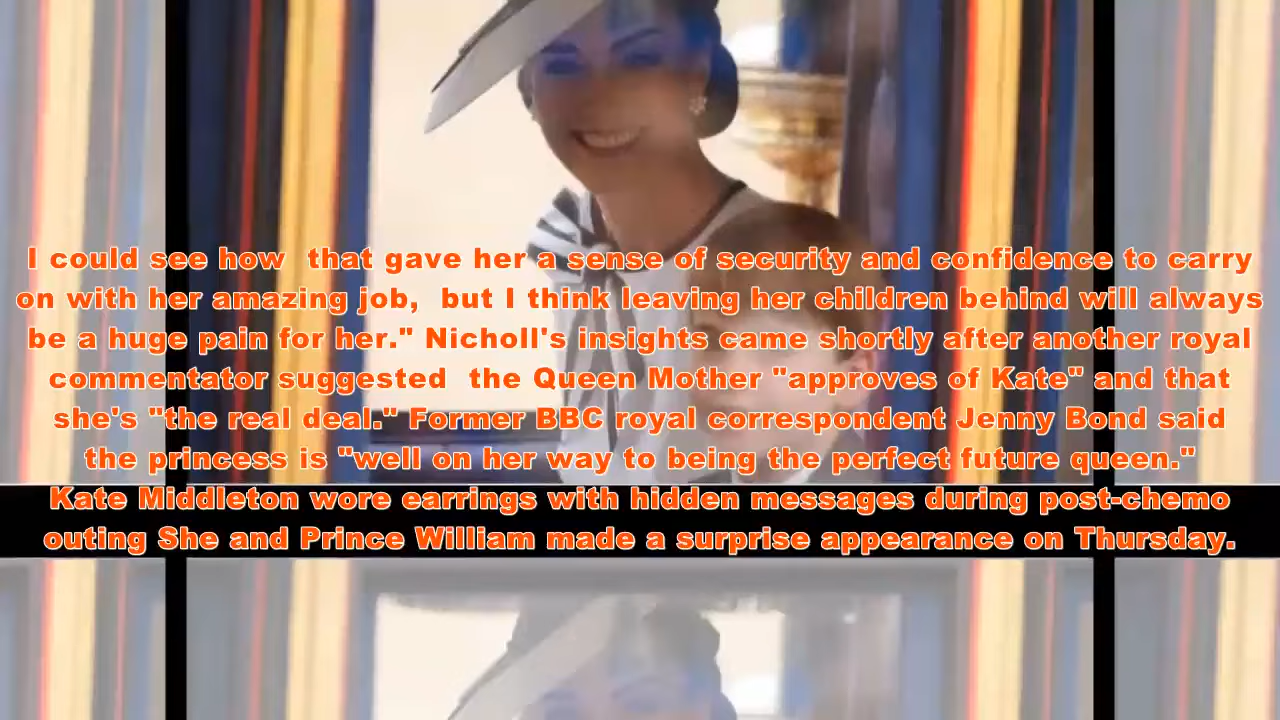 I could see how  that gave her a sense of security and confidence to carry
on with her amazing job,  but I think leaving her children behind will always
be a huge pain for her." Nicholl's insights came shortly after another royal
commentator suggested  the Queen Mother "approves of Kate" and that
she's "the real deal." Former BBC royal correspondent Jenny Bond said
the princess is "well on her way to being the perfect future queen."
Kate Middleton wore earrings with hidden messages during post-chemo
outing She and Prince William made a surprise appearance on Thursday.